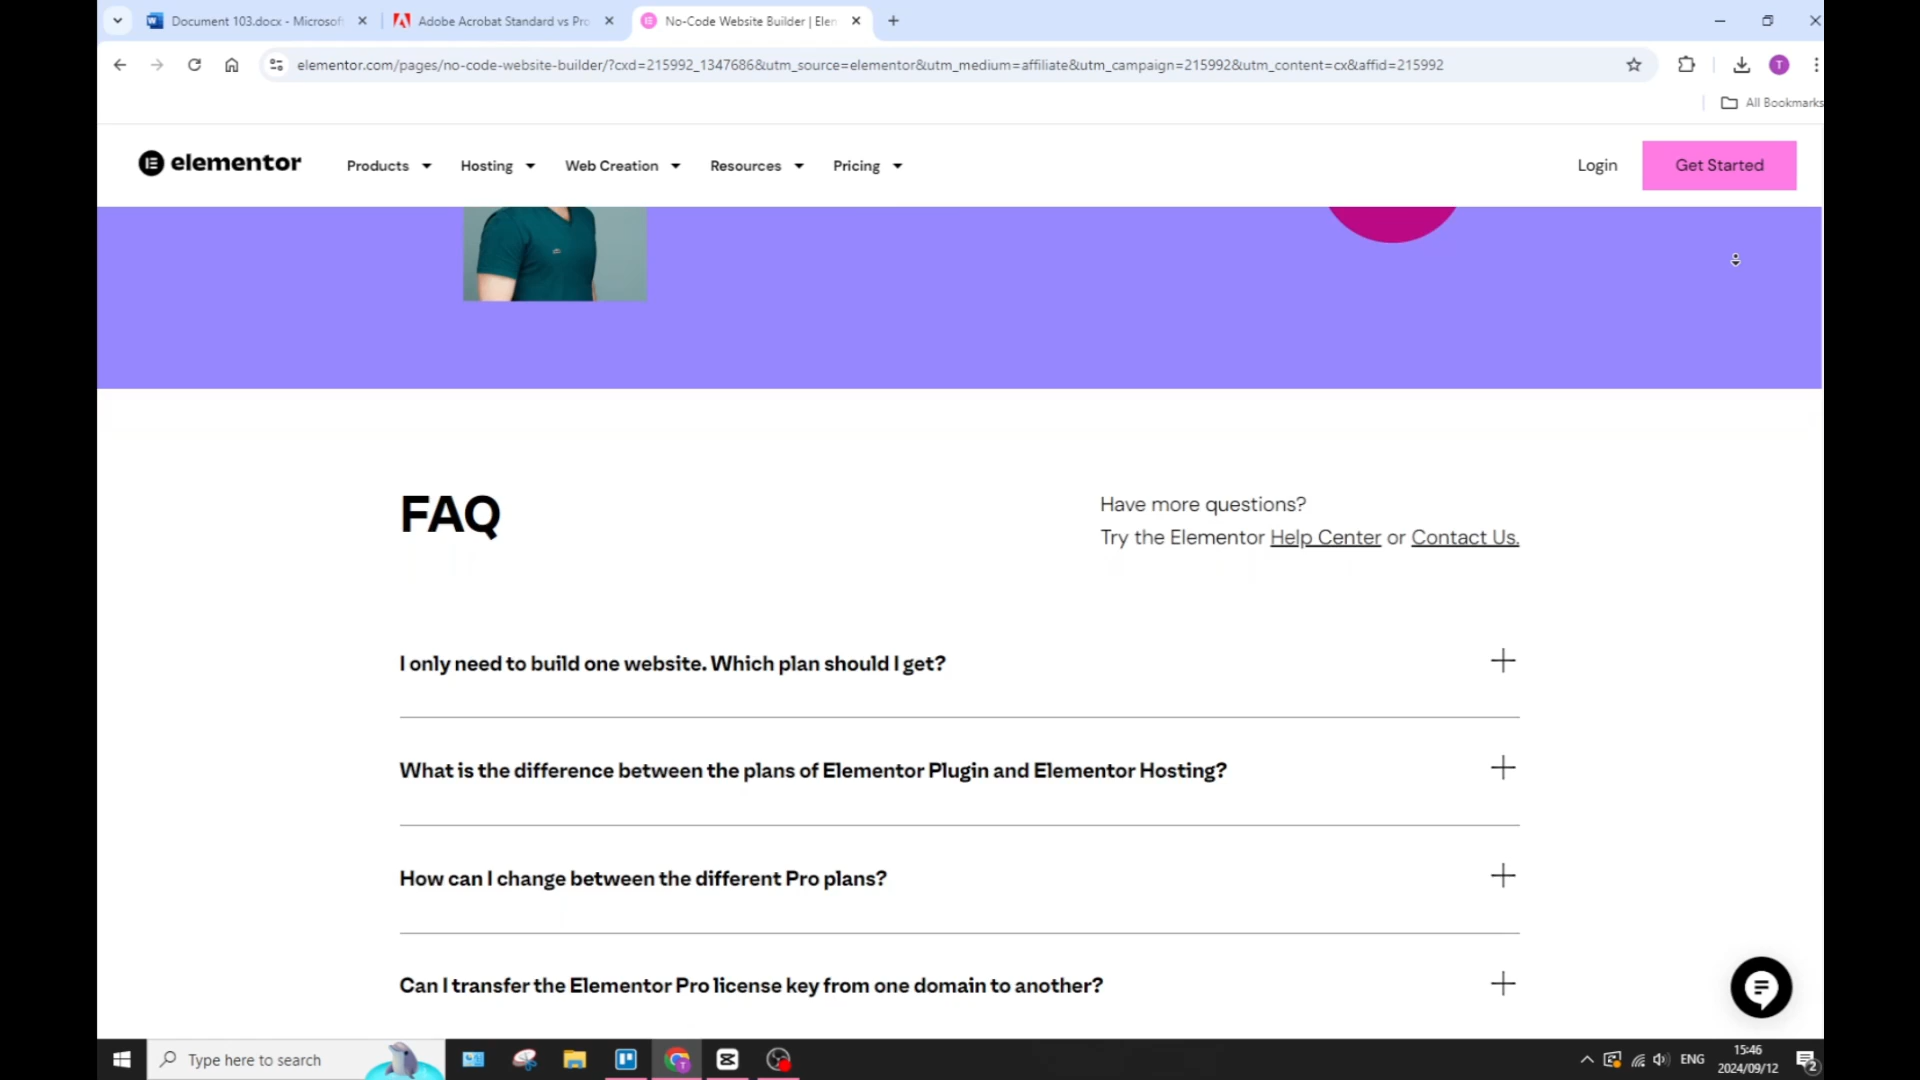 Document 103.docx - Microsoft
Adobe Acrobat Standard vs Pro
No-Code Website Builder | Elen
elementor.com/pages/no-code-website-builder/?cxd=215992_1347686&utm_source=elementor&utm_medium=affiliate&utm_campaign=215992&utm_content=cx&affid=215992
T
All Bookmarks
elementor
Products
Hosting
Web Creation
Resources
Pricing
Login
Get Started
FAQ
Have more questions?
Try the Elementor Help Center or Contact Us.
I only need to build one website. Which plan should I get?
What is the difference between the plans of Elementor Plugin and Elementor Hosting?
How can I change between the different Pro plans?
Can I transfer the Elementor Pro license key from one domain to another?
Type here to search
ENG
15:46
2024/09/12
2